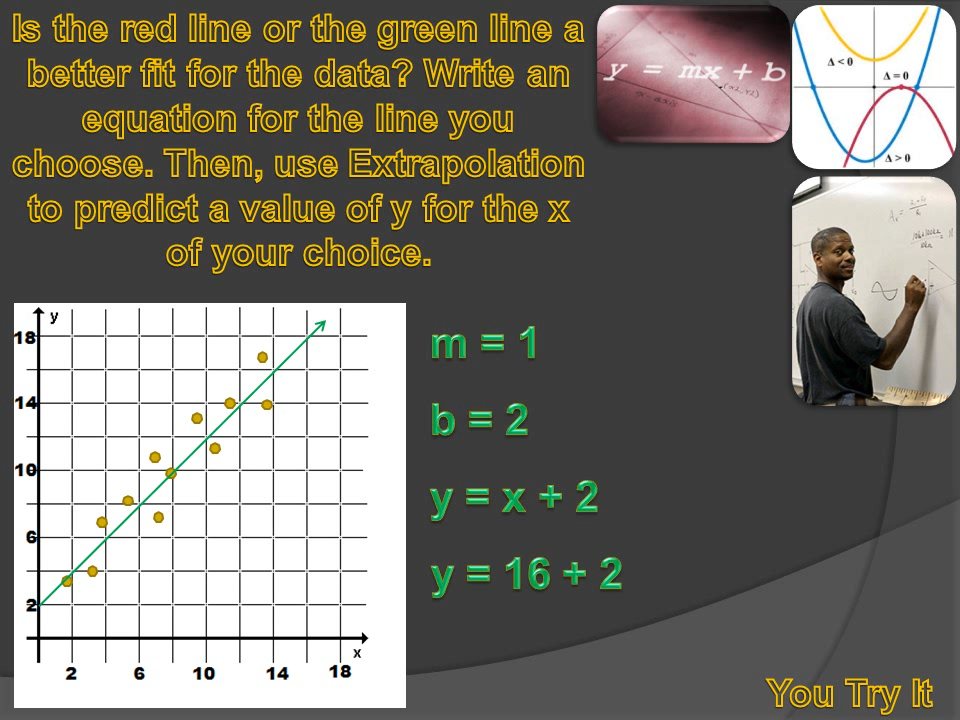 Is the red line or the green line a
better fit for the data? Write an
equation for the line you
choose. Then, use Extrapolation
to predict a value of y for the x
of your choice.
y = mx + b
(x2,y2)
Δ < 0
Δ = 0
Δ > 0
y
18
14
10
6
2
2
6
10
14
18
x
m = 1
b = 2
y = x + 2
y = 16 + 2
You Try It